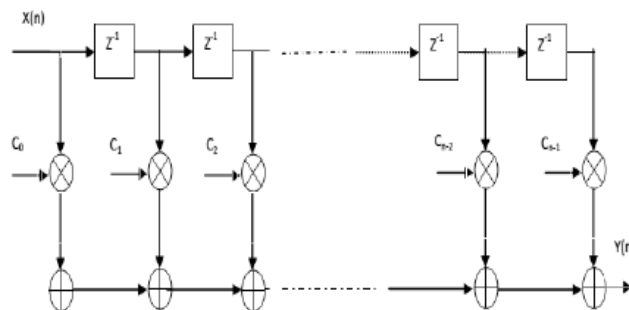 X(n)
Z⁻¹ Z⁻¹ Z⁻¹ Z⁻¹
C₀ C₁ C₂ Cₙ₋₂ Cₙ₋₁
Y(n